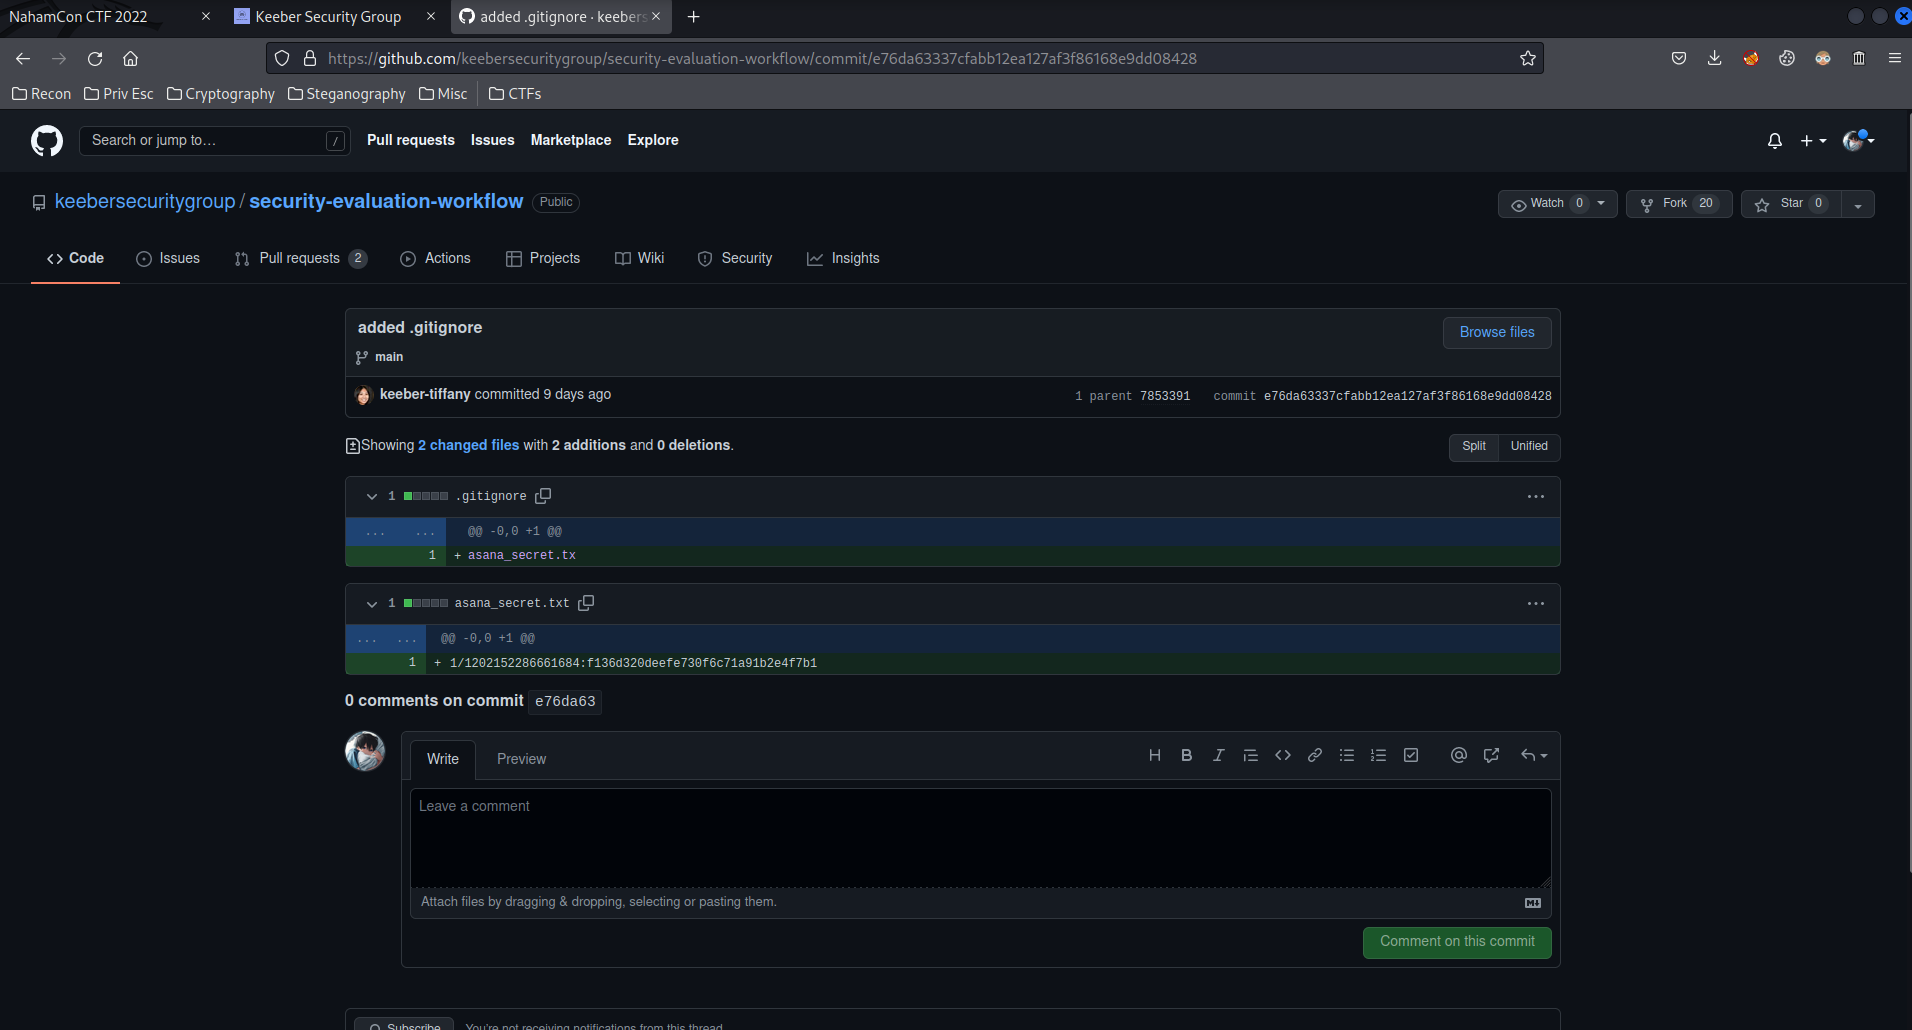 NahamCon CTF 2022
Keeber Security Group
added .gitignore · keebers
https://github.com/keebersecuritygroup/security-evaluation-workflow/commit/e76da63337cfabb12ea127af3f86168e9dd08428
Recon Priv Esc Cryptography Steganography Misc CTFs
Search or jump to… / Pull requests Issues Marketplace Explore
keebersecuritygroup / security-evaluation-workflow Public
Watch 0 Fork 20 Star 0
Code Issues Pull requests 2 Actions Projects Wiki Security Insights
added .gitignore
Browse files
main
keeber-tiffany committed 9 days ago
1 parent 7853391 commit e76da63337cfabb12ea127af3f86168e9dd08428
Showing 2 changed files with 2 additions and 0 deletions.
Split Unified
1 .gitignore
... ... @@ -0,0 +1 @@
1 + asana_secret.tx
1 asana_secret.txt
... ... @@ -0,0 +1 @@
1 + 1/1202152286661684:f136d320deefe730f6c71a91b2e4f7b1
0 comments on commit e76da63
Write Preview
Leave a comment
Attach files by dragging & dropping, selecting or pasting them.
Comment on this commit
Subscribe You're not receiving notifications from this thread.